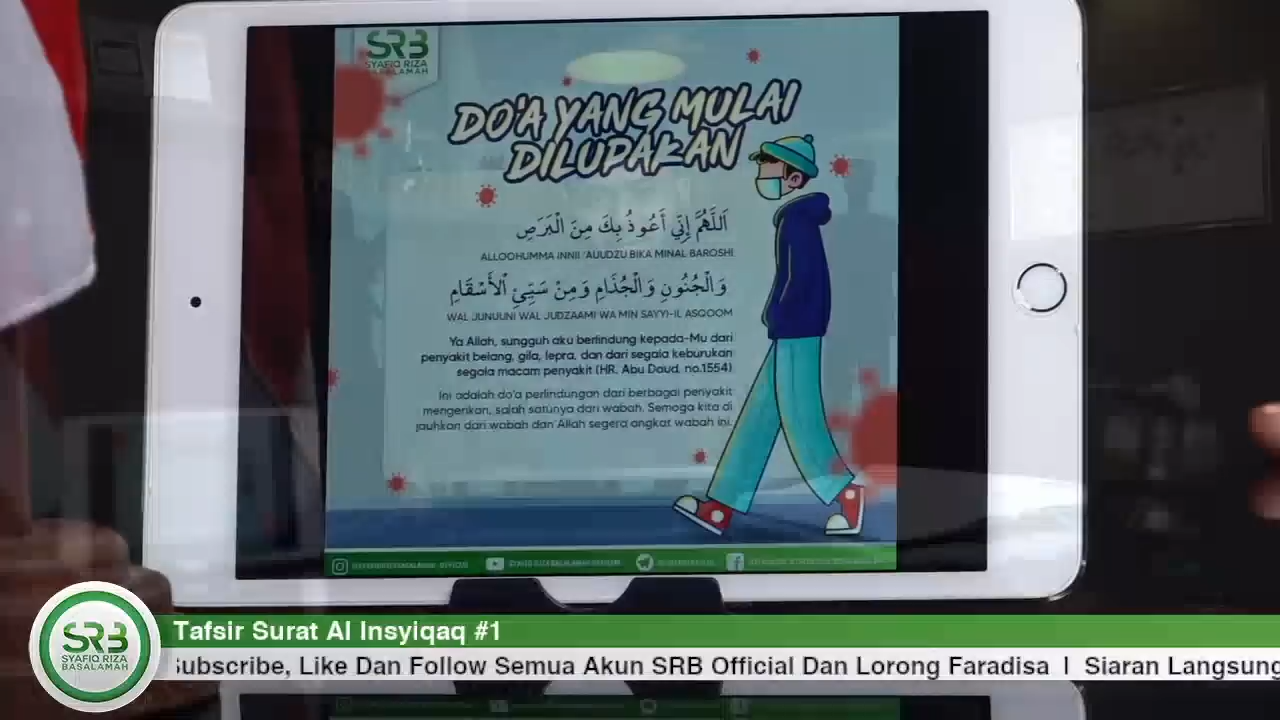 SRB
SYAFIQ RIZA
BASALAMAH
DO'A YANG MULAI
DILUPAKAN
اَللَّهُمَّ إِنِّي أَعُوذُ بِكَ مِنَ الْبَرَصِ
ALLOOHUMMA INNII 'AUUDZU BIKA MINAL BAROSHI
وَالْجُنُونِ وَالْجُذَامِ وَمِنْ سَيِّئِ الْأَسْقَامِ
WAL JUNUUNI WAL JUDZAAMI WA MIN SAYYI-IL ASQOOM
Ya Allah, sungguh aku berlindung kepada-Mu dari
penyakit belang, gila, lepra, dan dari segala keburukan
segala macam penyakit (HR. Abu Daud. no.1554)
Ini adalah do'a perlindungan dari berbagai penyakit
mengerikan, salah satunya dari wabah. Semoga kita di
jauhkan dari wabah dan Allah segera angkat wabah ini.
SRB
SYAFIQ RIZA
BASALAMAH
Tafsir Surat Al Insyiqaq #1
Subscribe, Like Dan Follow Semua Akun SRB Official Dan Lorong Faradisa | Siaran Langsung